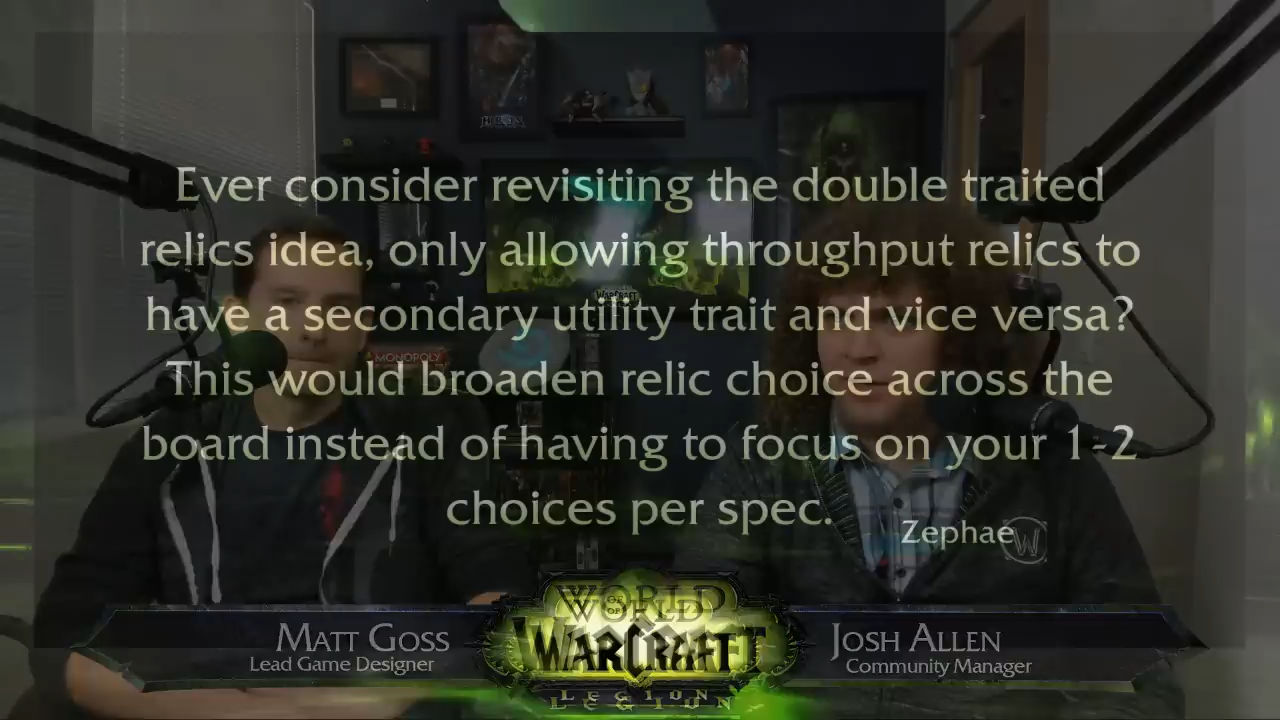 Ever consider revisiting the double traited
relics idea, only allowing throughput relics to
have a secondary utility trait and vice versa?
This would broaden relic choice across the
board instead of having to focus on your 1-2
choices per spec.
Zephae
WARCRAFT
MONOPOLY
MATT GOSS
Lead Game Designer
WORLD
OF
WARCRAFT
LEGION
JOSH ALLEN
Community Manager